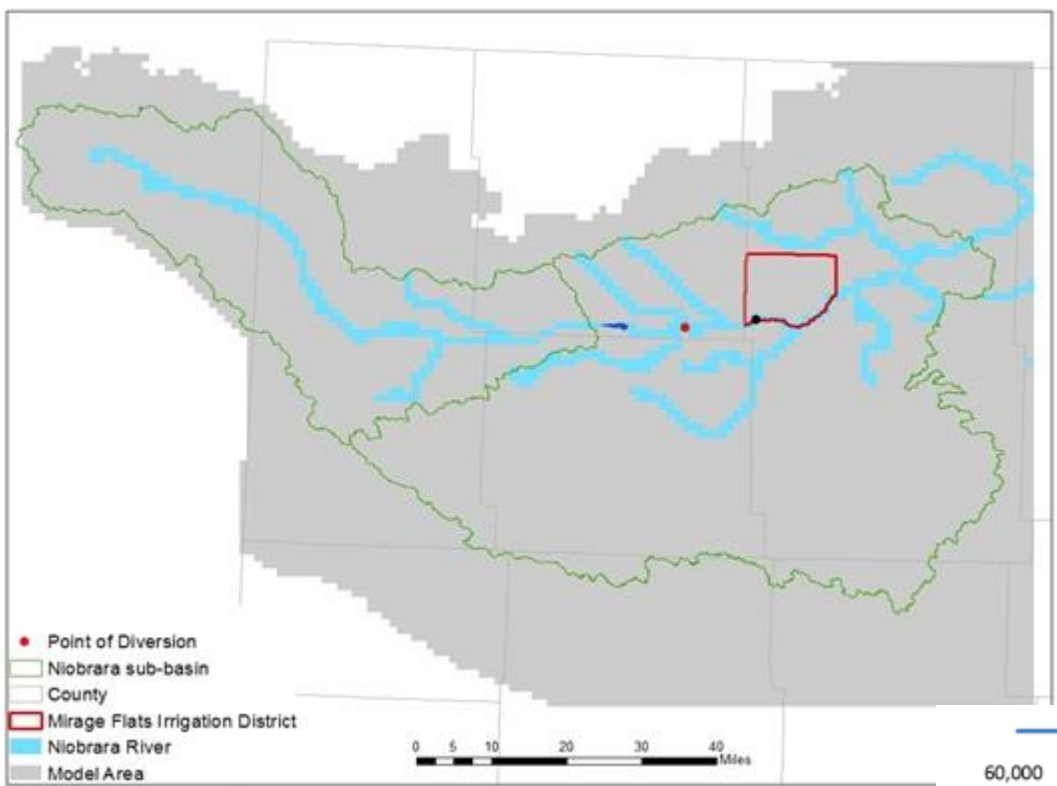 Point of Diversion
Niobrara sub-basin
County
Mirage Flats Irrigation District
Niobrara River
Model Area
0 5 10 20 30 40
Miles
60,000